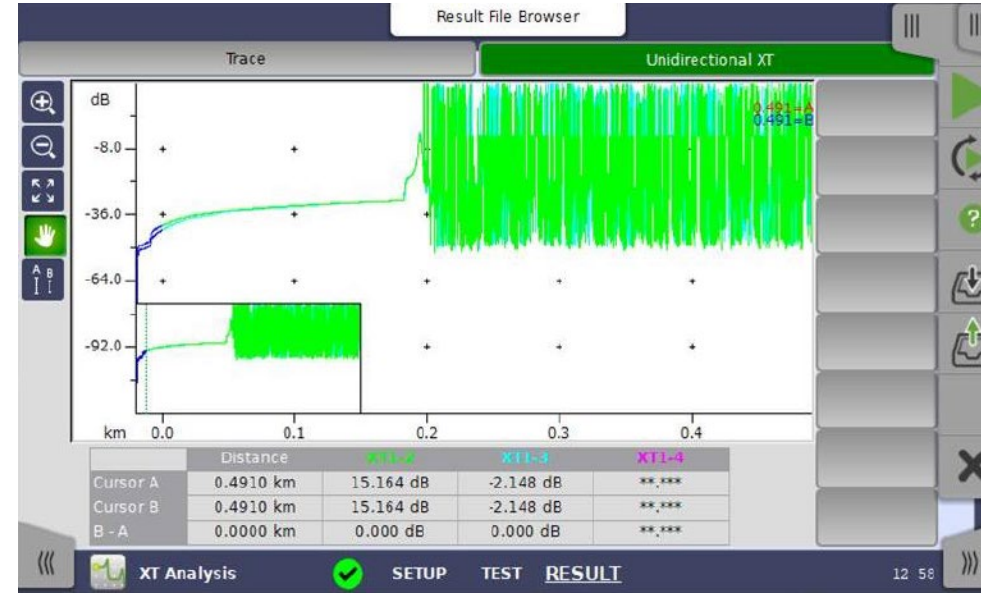 Result File Browser
Trace
Unidirectional XT
dB
0.491=A
0.491=B
-8.0
-36.0
-64.0
-92.0
km 0.0 0.1 0.2 0.3 0.4
Distance XT1-2 XT1-3 XT1-4
Cursor A 0.4910 km 15.164 dB -2.148 dB **.***
Cursor B 0.4910 km 15.164 dB -2.148 dB **.***
B - A 0.0000 km 0.000 dB 0.000 dB **.***
A B
?
XT Analysis SETUP TEST RESULT 12 58